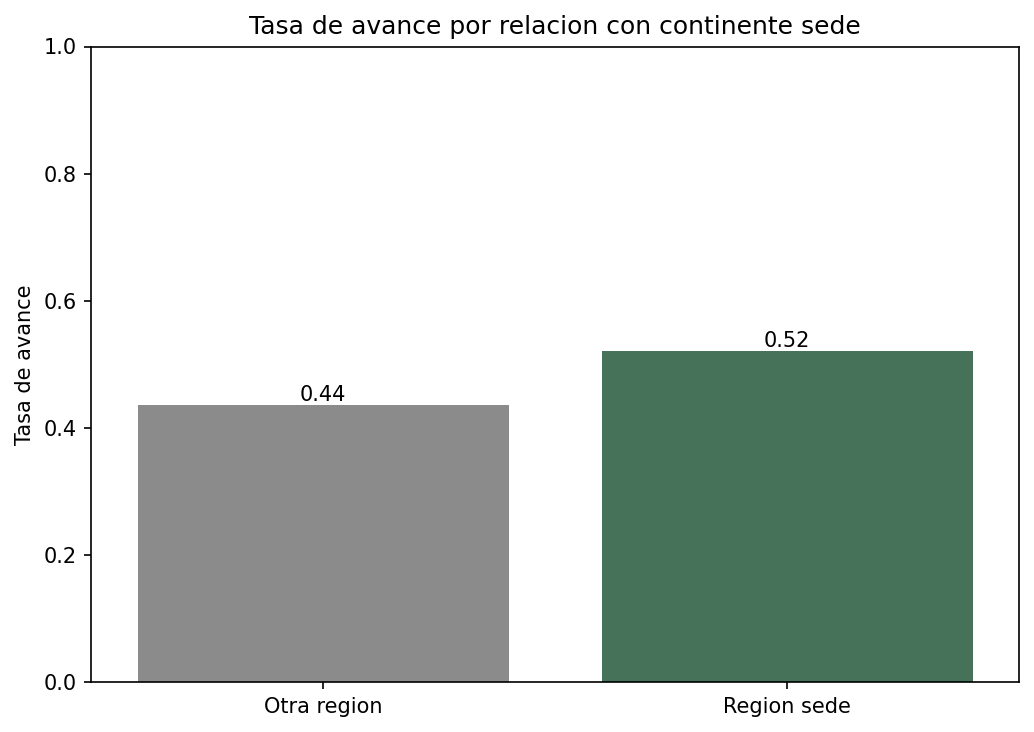 Tasa de avance por relacion con continente sede
1.0
0.8
0.6
0.4
0.2
0.0
Tasa de avance
0.44
0.52
Otra region
Region sede